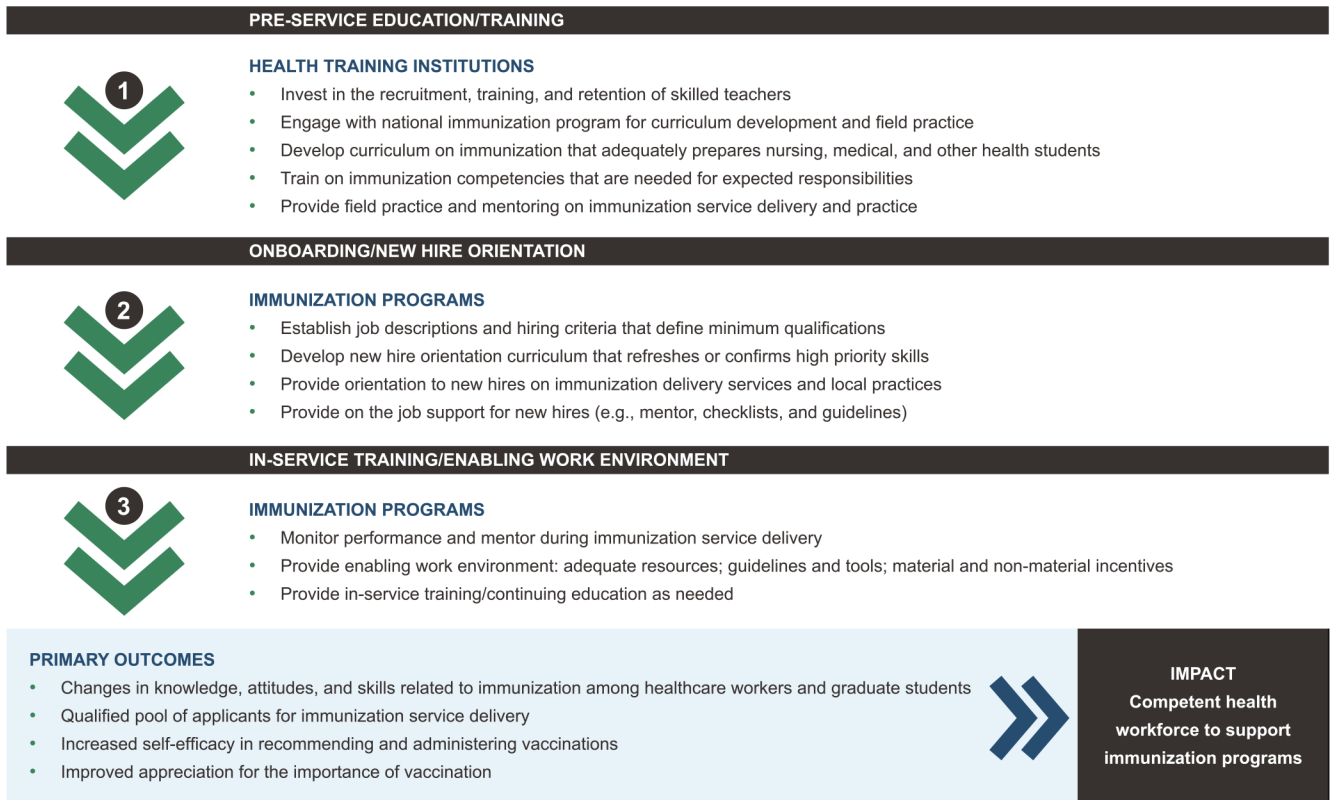 PRE-SERVICE EDUCATION/TRAINING
1
HEALTH TRAINING INSTITUTIONS
• Invest in the recruitment, training, and retention of skilled teachers
• Engage with national immunization program for curriculum development and field practice
• Develop curriculum on immunization that adequately prepares nursing, medical, and other health students
• Train on immunization competencies that are needed for expected responsibilities
• Provide field practice and mentoring on immunization service delivery and practice
ONBOARDING/NEW HIRE ORIENTATION
2
IMMUNIZATION PROGRAMS
• Establish job descriptions and hiring criteria that define minimum qualifications
• Develop new hire orientation curriculum that refreshes or confirms high priority skills
• Provide orientation to new hires on immunization delivery services and local practices
• Provide on the job support for new hires (e.g., mentor, checklists, and guidelines)
IN-SERVICE TRAINING/ENABLING WORK ENVIRONMENT
3
IMMUNIZATION PROGRAMS
• Monitor performance and mentor during immunization service delivery
• Provide enabling work environment: adequate resources; guidelines and tools; material and non-material incentives
• Provide in-service training/continuing education as needed
PRIMARY OUTCOMES
• Changes in knowledge, attitudes, and skills related to immunization among healthcare workers and graduate students
• Qualified pool of applicants for immunization service delivery
• Increased self-efficacy in recommending and administering vaccinations
• Improved appreciation for the importance of vaccination
IMPACT
Competent health
workforce to support
immunization programs